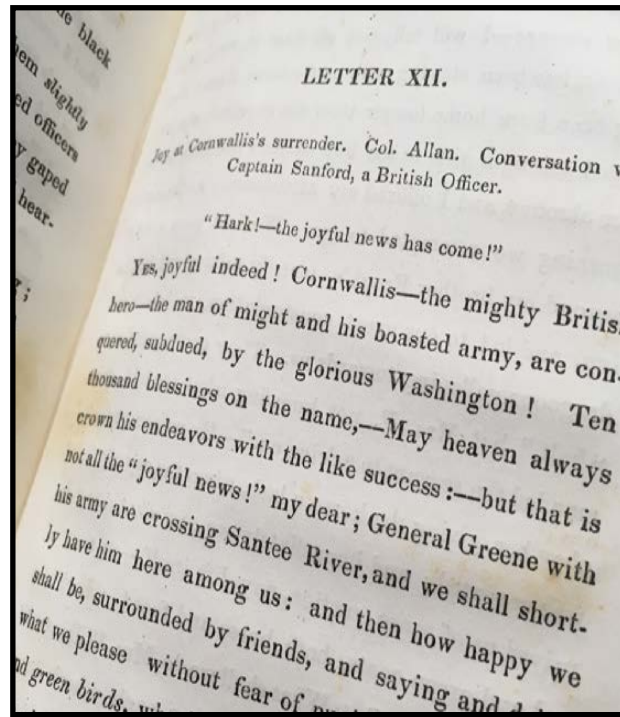 black
them slightly
ed officers
gaped
hear.
LETTER XII.
Joy at Cornwallis's surrender. Col. Allan. Conversation
Captain Sanford, a British Officer.
"Hark!—the joyful news has come!"
Yes, joyful indeed! Cornwallis—the mighty Britis
hero—the man of might and his boasted army, are con-
quered, subdued, by the glorious Washington! Ten
thousand blessings on the name,—May heaven always
crown his endeavors with the like success:—but that is
not all the "joyful news!" my dear; General Greene with
his army are crossing Santee River, and we shall short-
ly have him here among us: and then how happy we
shall be, surrounded by friends, and saying and
what we please without fear of
green birds,